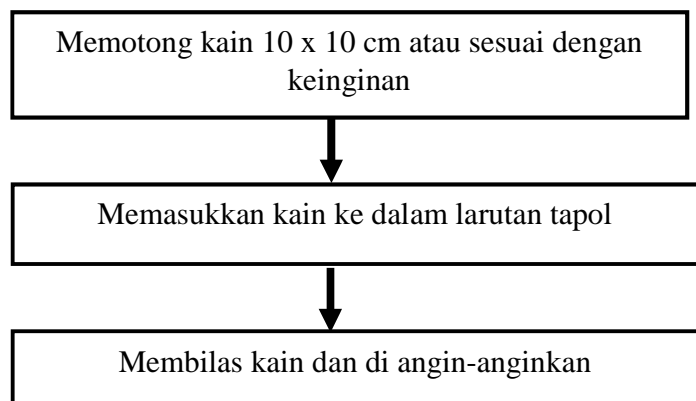 Memotong kain 10 x 10 cm atau sesuai dengan
keinginan
Memasukkan kain ke dalam larutan tapol
Membilas kain dan di angin-anginkan